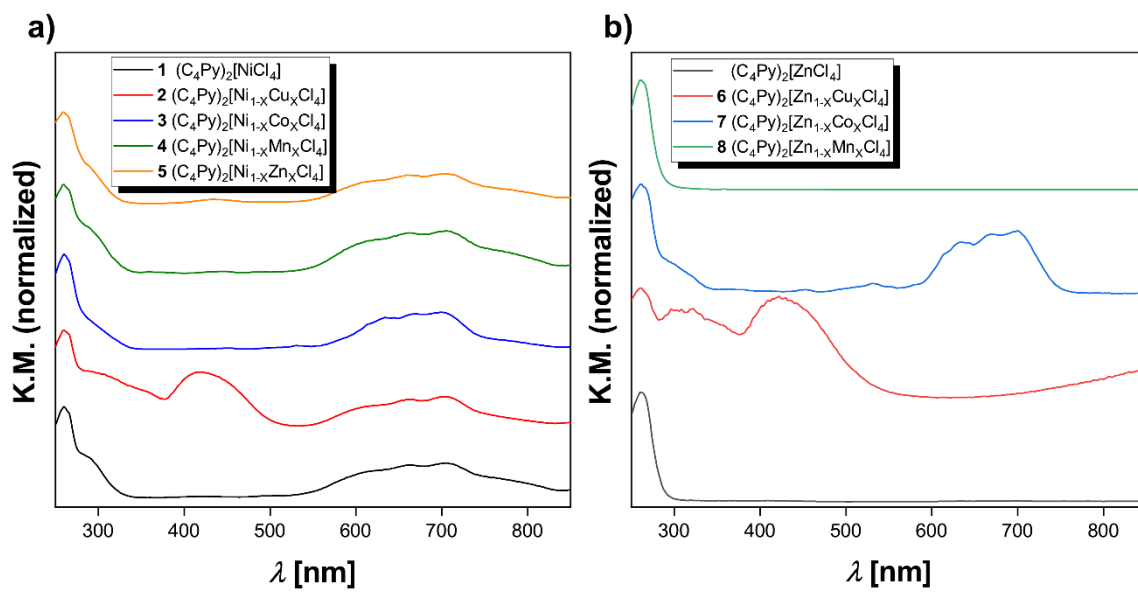 a)
1 (C₄Py)₂[NiCl₄]
2 (C₄Py)₂[Ni₁₋ₓCuₓCl₄]
3 (C₄Py)₂[Ni₁₋ₓCoₓCl₄]
4 (C₄Py)₂[Ni₁₋ₓMnₓCl₄]
5 (C₄Py)₂[Ni₁₋ₓZnₓCl₄]
K.M. (normalized)
300 400 500 600 700 800
λ [nm]
b)
(C₄Py)₂[ZnCl₄]
6 (C₄Py)₂[Zn₁₋ₓCuₓCl₄]
7 (C₄Py)₂[Zn₁₋ₓCoₓCl₄]
8 (C₄Py)₂[Zn₁₋ₓMnₓCl₄]
K.M. (normalized)
300 400 500 600 700 800
λ [nm]